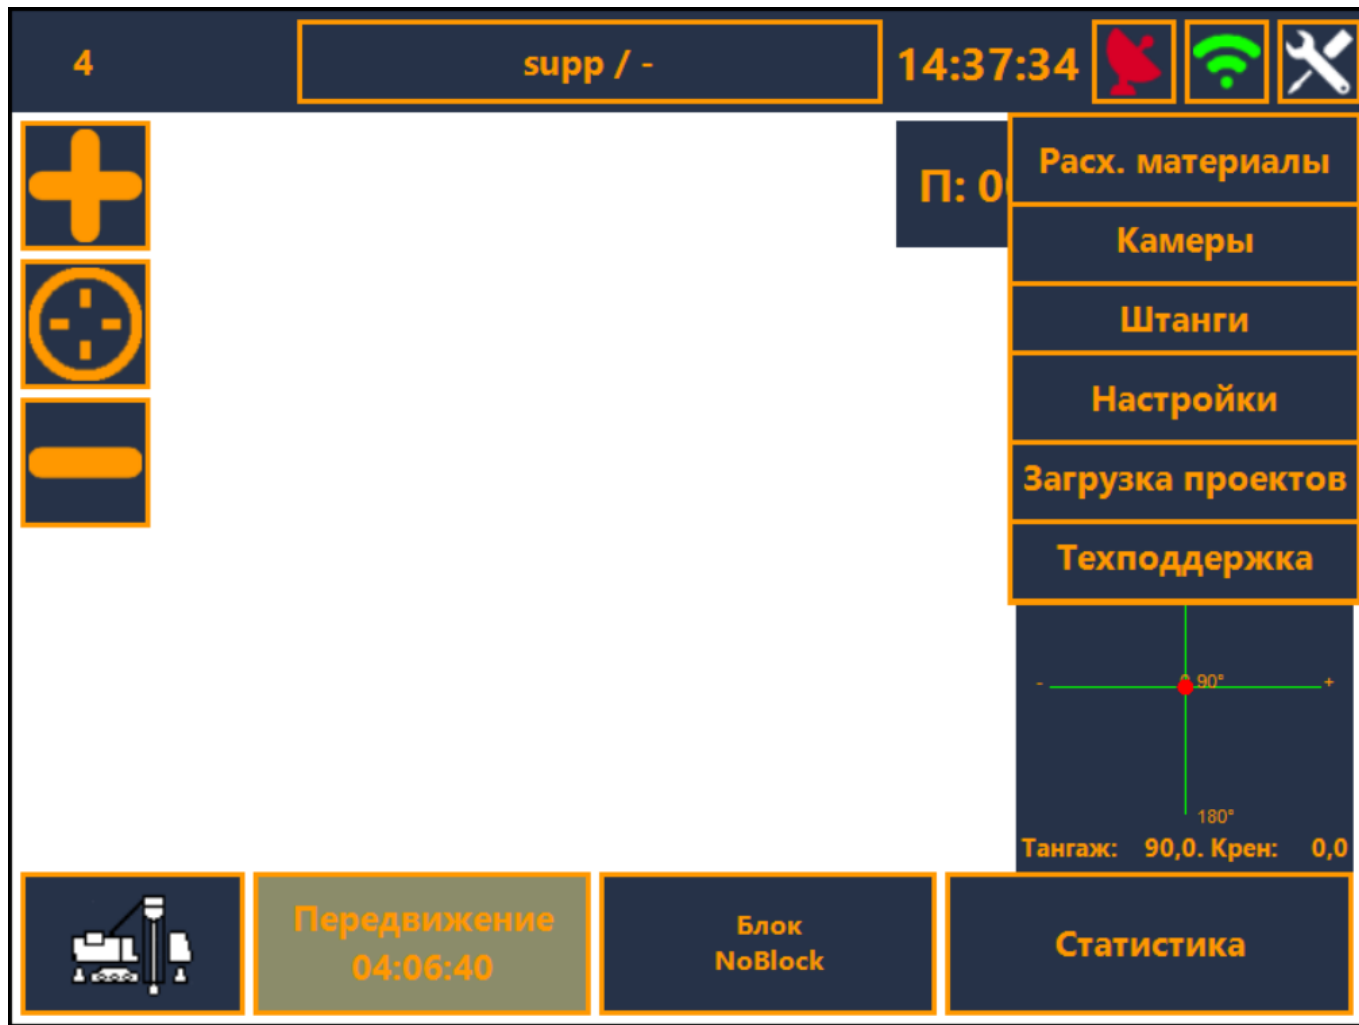 4
supp / -
14:37:34
П: 0
Расх. материалы
Камеры
Штанги
Настройки
Загрузка проектов
Техподдержка
- 90° +
180°
Тангаж: 90,0. Крен: 0,0
Передвижение
04:06:40
Блок
NoBlock
Статистика